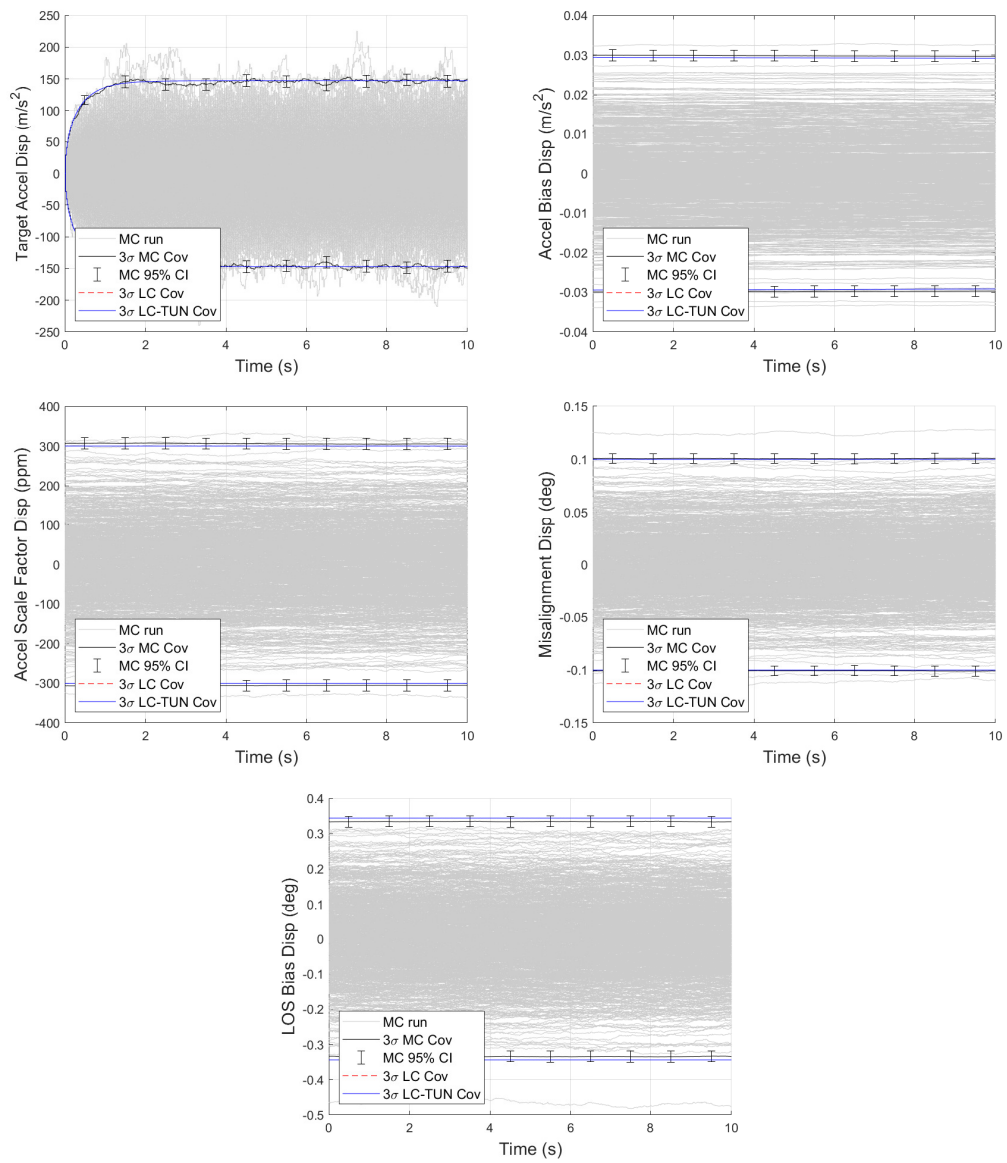 250
200
150
100
50
0
-50
-100
-150
-200
-250
Target Accel Disp (m/s²)
MC run
3σ MC Cov
MC 95% CI
3σ LC Cov
3σ LC-TUN Cov
0 2 4 6 8 10
Time (s)
0.04
0.03
0.02
0.01
0
-0.01
-0.02
-0.03
-0.04
Accel Bias Disp (m/s²)
MC run
3σ MC Cov
MC 95% CI
3σ LC Cov
3σ LC-TUN Cov
0 2 4 6 8 10
Time (s)
400
300
200
100
0
-100
-200
-300
-400
Accel Scale Factor Disp (ppm)
MC run
3σ MC Cov
MC 95% CI
3σ LC Cov
3σ LC-TUN Cov
0 2 4 6 8 10
Time (s)
0.15
0.1
0.05
0
-0.05
-0.1
-0.15
Misalignment Disp (deg)
MC run
3σ MC Cov
MC 95% CI
3σ LC Cov
3σ LC-TUN Cov
0 2 4 6 8 10
Time (s)
0.4
0.3
0.2
0.1
0
-0.1
-0.2
-0.3
-0.4
-0.5
LOS Bias Disp (deg)
MC run
3σ MC Cov
MC 95% CI
3σ LC Cov
3σ LC-TUN Cov
0 2 4 6 8 10
Time (s)